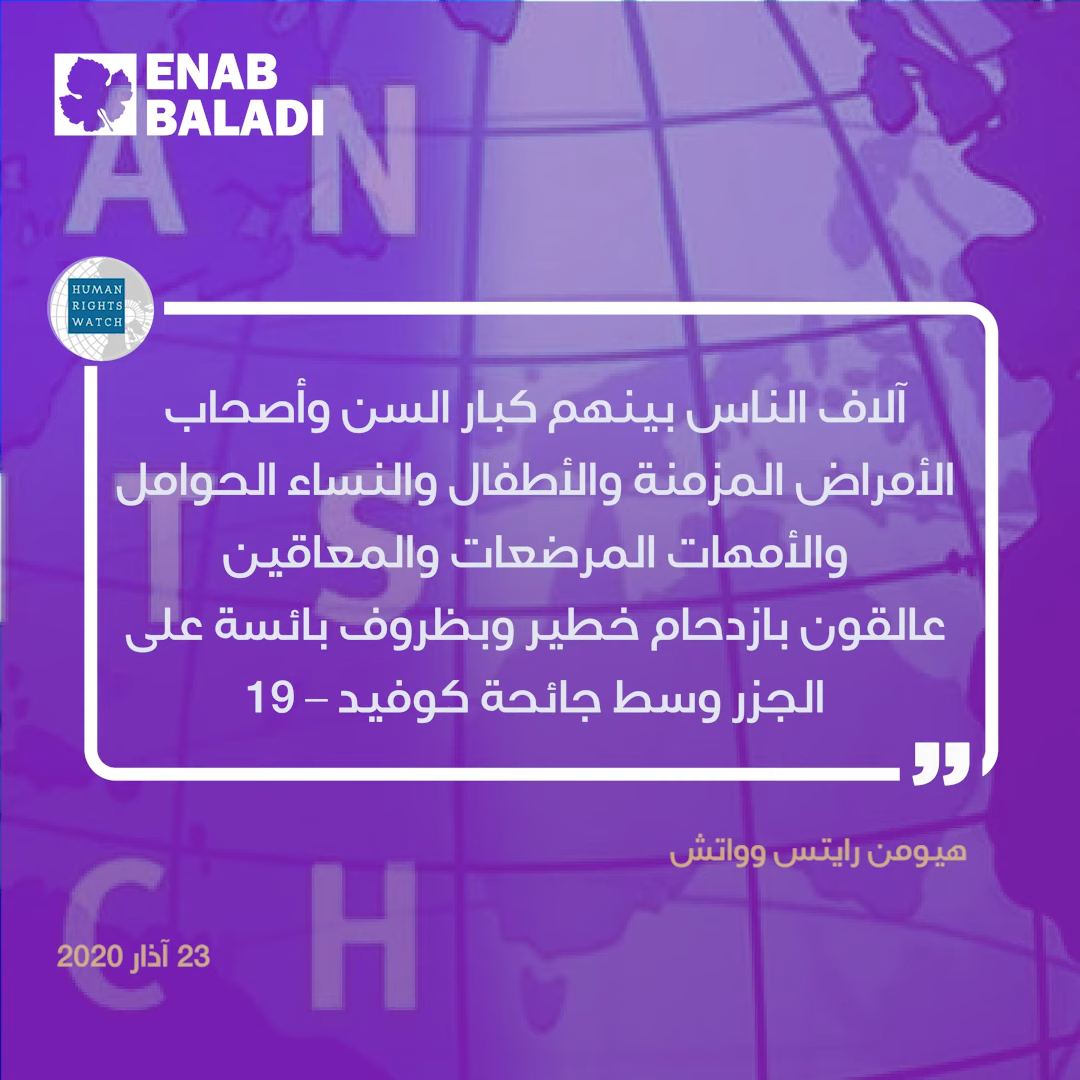 ENAB
BALADI
A N
HUMAN
RIGHTS
WATCH
آلاف الناس بينهم كبار السن وأصحاب
الأمراض المزمنة والأطفال والنساء الحوامل
والأمهات المرضعات والمعاقين
عالقون بازدحام خطير وبظروف بائسة على
الجزر وسط جائحة كوفيد – 19
T S
”
هيومن رايتس وواتش
C H
23 آذار 2020